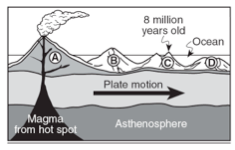 8 million
years old
Ocean
A
B
C
D
Plate motion
Magma
from hot spot
Asthenosphere